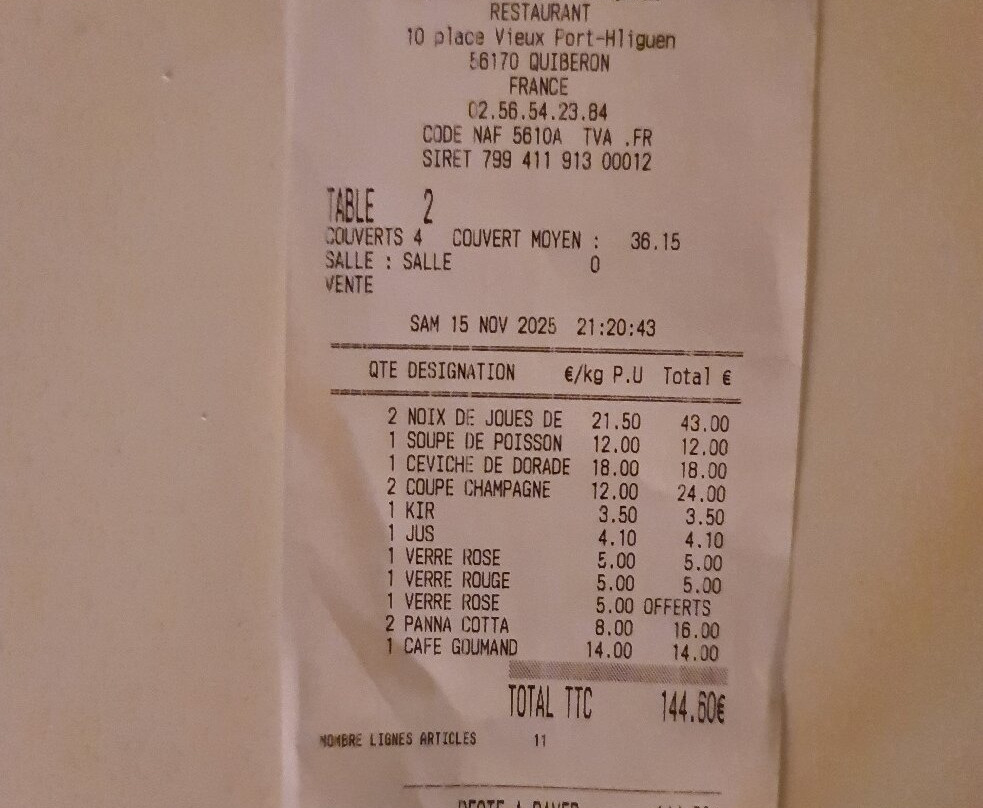 RESTAURANT
10 place Vieux Port-Hliguen
56170 QUIBERON
FRANCE
02.56.54.23.84
CODE NAF 5610A TVA .FR
SIRET 799 411 913 00012
TABLE 2
COUVERTS 4 COUVERT MOYEN : 36.15
SALLE : SALLE 0
VENTE
SAM 15 NOV 2025 21:20:43
QTE DESIGNATION €/kg P.U Total €
2 NOIX DE JOUES DE 21.50 43.00
1 SOUPE DE POISSON 12.00 12.00
1 CEVICHE DE DORADE 18.00 18.00
2 COUPE CHAMPAGNE 12.00 24.00
1 KIR 3.50 3.50
1 JUS 4.10 4.10
1 VERRE ROSE 5.00 5.00
1 VERRE ROUGE 5.00 5.00
1 VERRE ROSE 5.00 OFFERTS
2 PANNA COTTA 8.00 16.00
1 CAFE GOUMAND 14.00 14.00
TOTAL TTC 144.60€
NOMBRE LIGNES ARTICLES 11
RESTE A PAYER